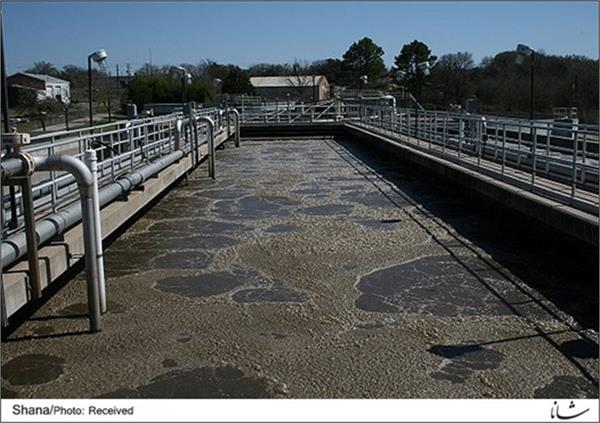 Shana/Photo: Received
شانا